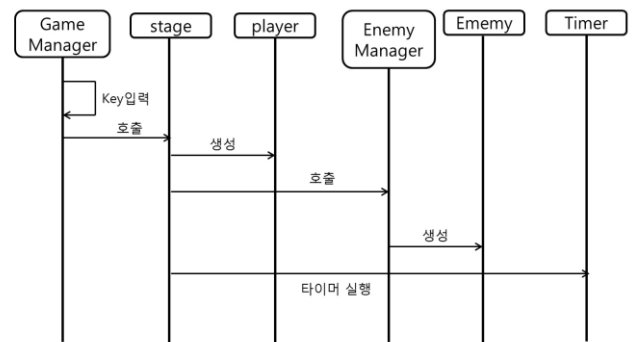 Game
Manager
stage
player
Enemy
Manager
Ememy
Timer
Key입력
호출
생성
호출
생성
타이머 실행